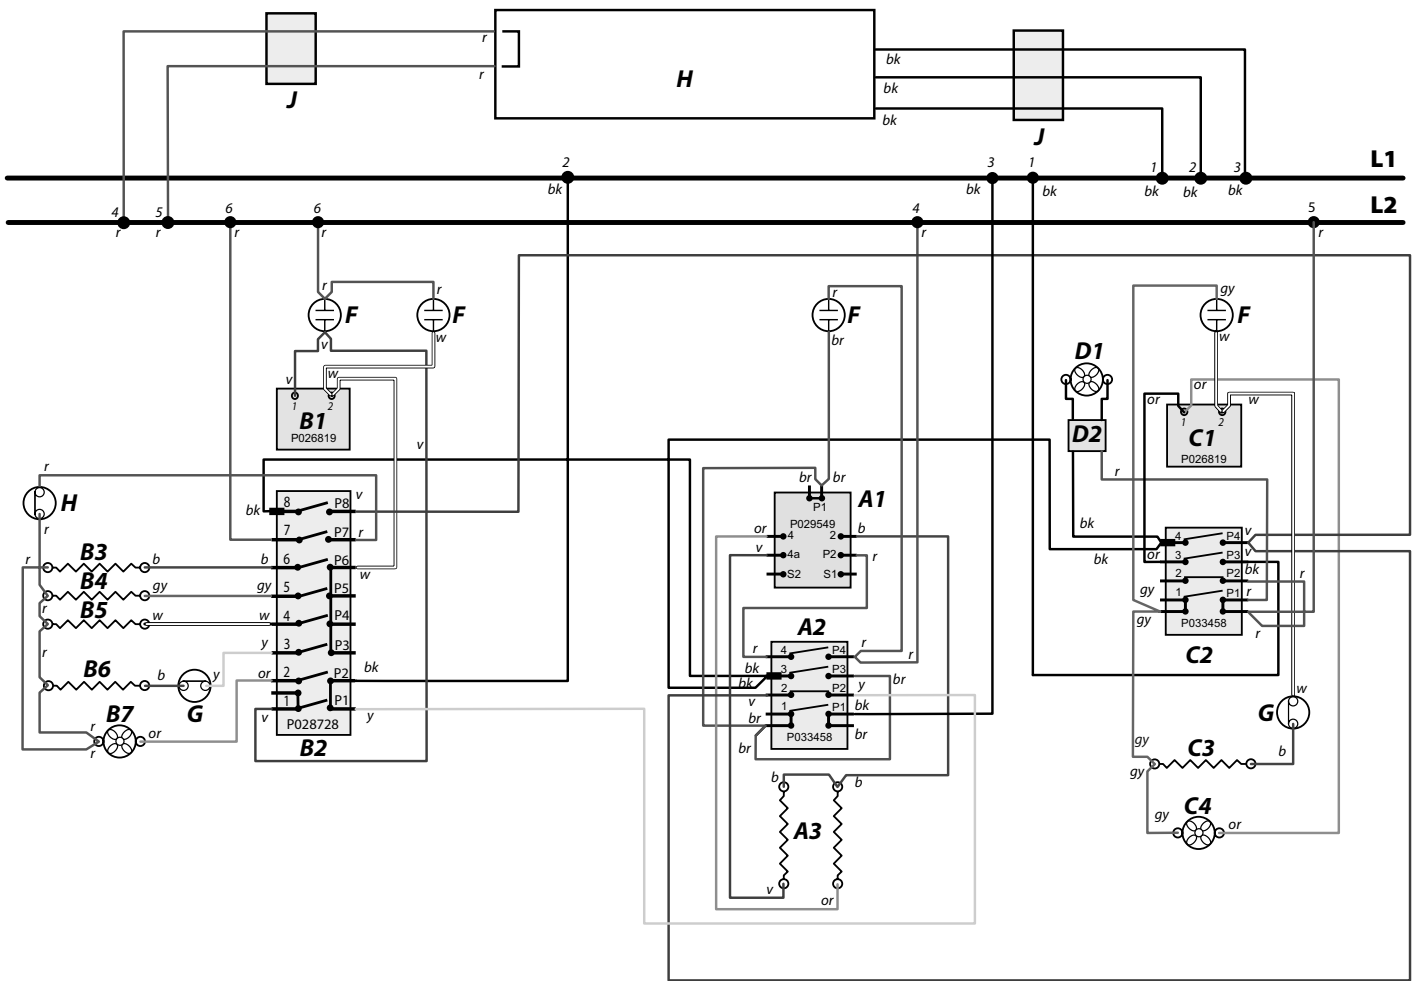 r
r
J
H
bk
bk
bk
J
2
bk
3
bk
1
bk
1
bk
2
bk
3
bk
L1
4
r
5
r
6
r
6
r
4
r
5
r
L2
r
F
r
F
v
w
v
w
1
2
B1
P026819
v
r
F
br
gy
F
w
D1
D2
or
or
w
1
2
C1
P026819
r
r
H
r
bk
8
P8
v
7
P7
r
r
B3
b
b
6
P6
w
B4
gy
gy
5
P5
r
B5
w
w
4
P4
y
3
P3
r
B6
b
y
or
2
P2
bk
G
v
1
P1
y
P028728
B2
r
B7
or
r
br
br
P1
A1
P029549
or
4
2
b
v
4a
P2
r
S2
S1
A2
r
4
P4
r
r
bk
3
P3
br
bk
2
P2
y
v
1
P1
bk
br
P033458
br
br
b
b
A3
v
or
bk
bk
4
P4
v
or
3
P3
v
bk
2
P2
r
gy
1
P1
r
gy
P033458
r
C2
w
G
gy
C3
b
gy
C4
gy
or